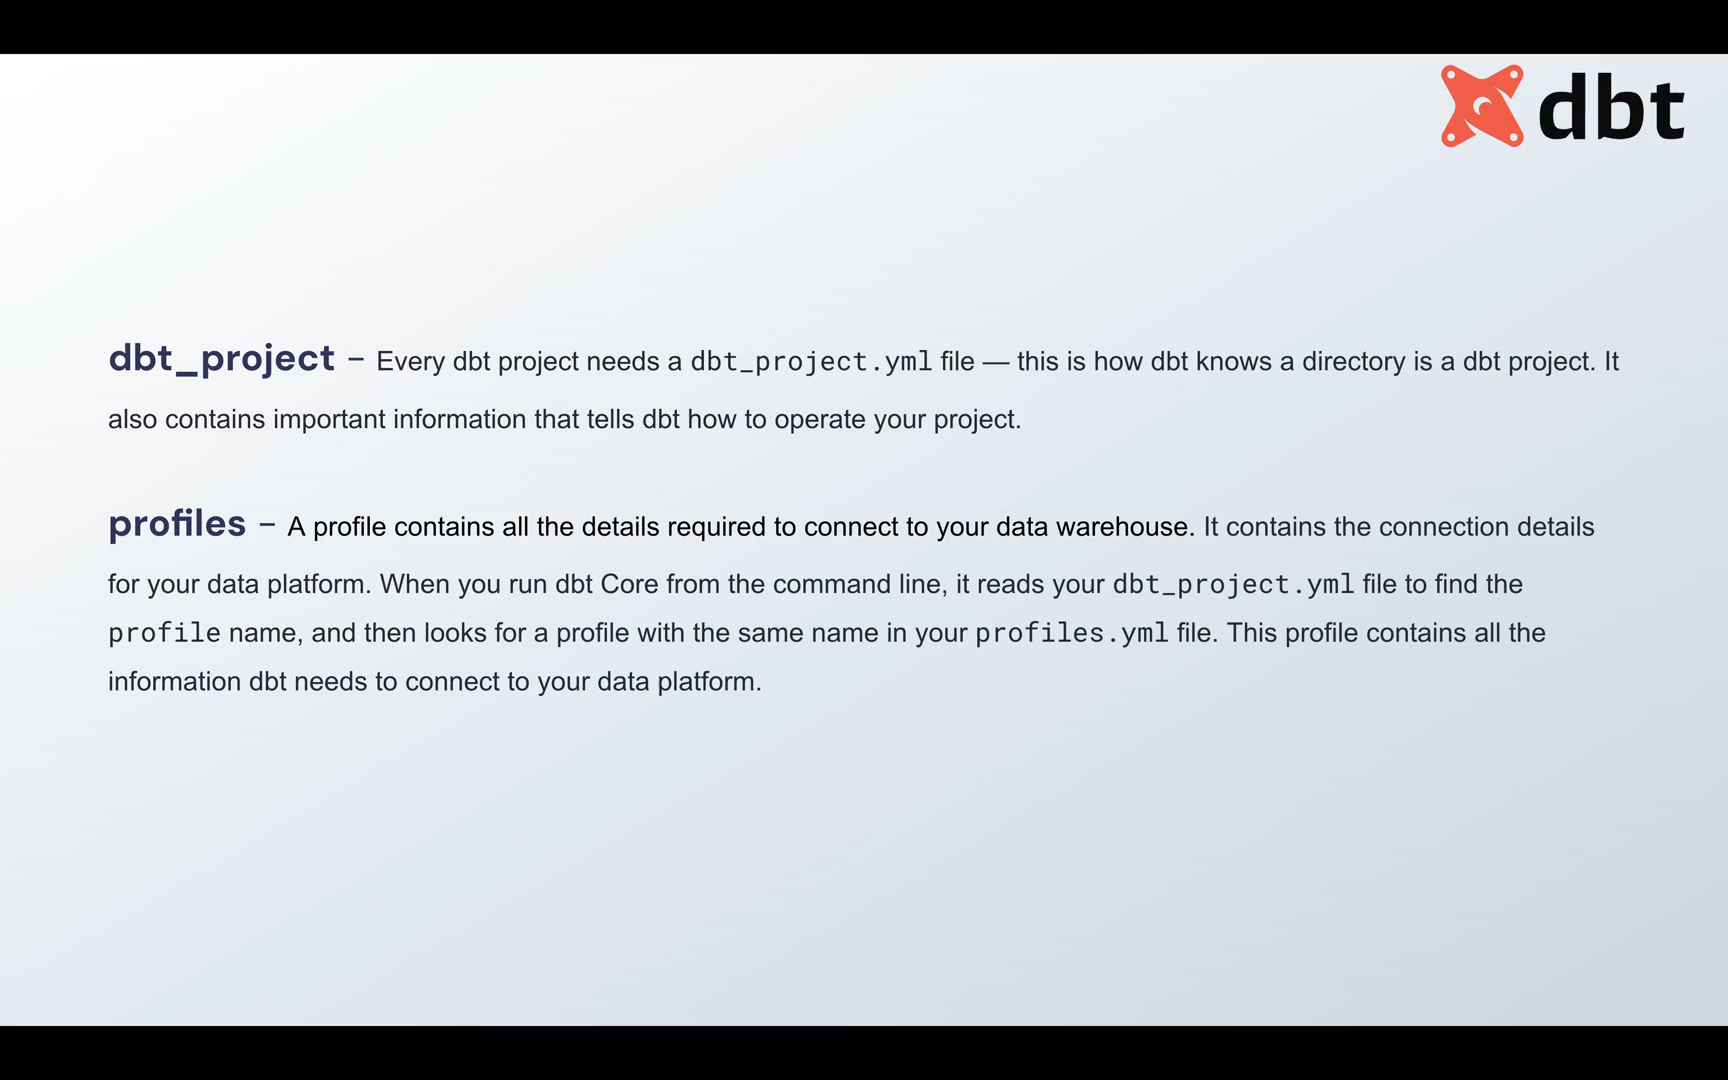 dbt
dbt_project – Every dbt project needs a dbt_project.yml file — this is how dbt knows a directory is a dbt project. It
also contains important information that tells dbt how to operate your project.
profiles – A profile contains all the details required to connect to your data warehouse. It contains the connection details
for your data platform. When you run dbt Core from the command line, it reads your dbt_project.yml file to find the
profile name, and then looks for a profile with the same name in your profiles.yml file. This profile contains all the
information dbt needs to connect to your data platform.